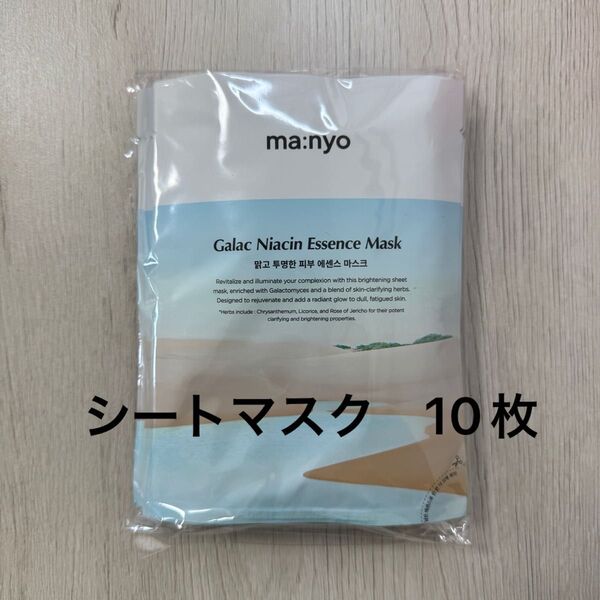 ma:nyo
Galac Niacin Essence Mask
맑고 투명한 피부 에센스 마스크
Revitalize and illuminate your complexion with this brightening sheet
mask, enriched with Galactomyces and a blend of skin-clarifying herbs.
Designed to rejuvenate and add a radiant glow to dull, fatigued skin.
*Herbs include : Chrysanthemum, Licorice, and Rose of Jericho for their potent
clarifying and brightening properties.
シートマスク 10枚